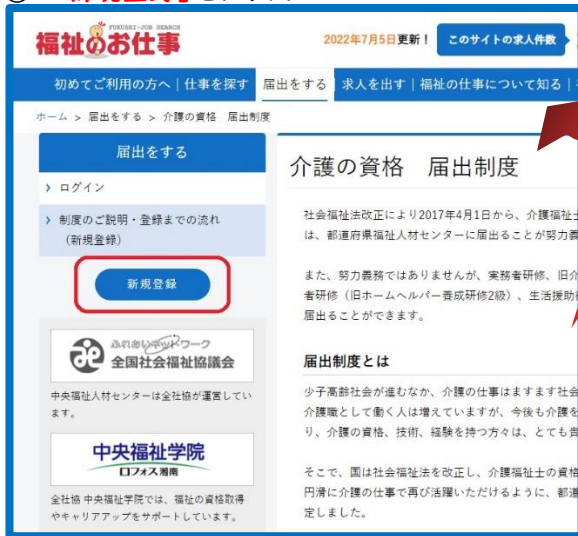 FUKUSHI-JOB SEARCH
福祉のお仕事
2022年7月5日更新！
このサイトの求人件数
初めてご利用の方へ｜仕事を探す
届出をする
求人を出す｜福祉の仕事について知る｜
ホーム > 届出をする > 介護の資格 届出制度
届出をする
> ログイン
> 制度のご説明・登録までの流れ
（新規登録）
新規登録
ふれあいネットワーク
全国社会福祉協議会
中央福祉人材センターは全社協が運営してい
ます。
中央福祉学院
ロフォス湘南
全社協 中央福祉学院では、福祉の資格取得
やキャリアアップをサポートしています。
介護の資格 届出制度
社会福祉法改正により2017年4月1日から、介護福祉士
は、都道府県福祉人材センターに届出ることが努力義
また、努力義務ではありませんが、実務者研修、旧介
者研修（旧ホームヘルパー養成研修2級）、生活援助
届出ることができます。
届出制度とは
少子高齢社会が進むなか、介護の仕事はますます社会
介護職として働く人は増えていますが、今後も介護を
り、介護の資格、技術、経験を持つ方々は、とても貴
そこで、国は社会福祉法を改正し、介護福祉士の資格
円滑に介護の仕事で再び活躍いただけるように、都道
定しました。